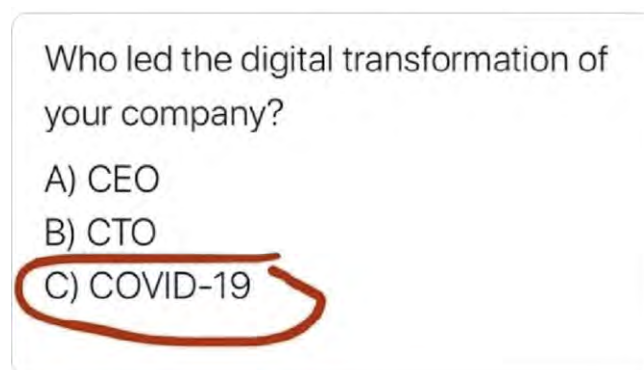 Who led the digital transformation of
your company?
A) CEO
B) CTO
C) COVID-19